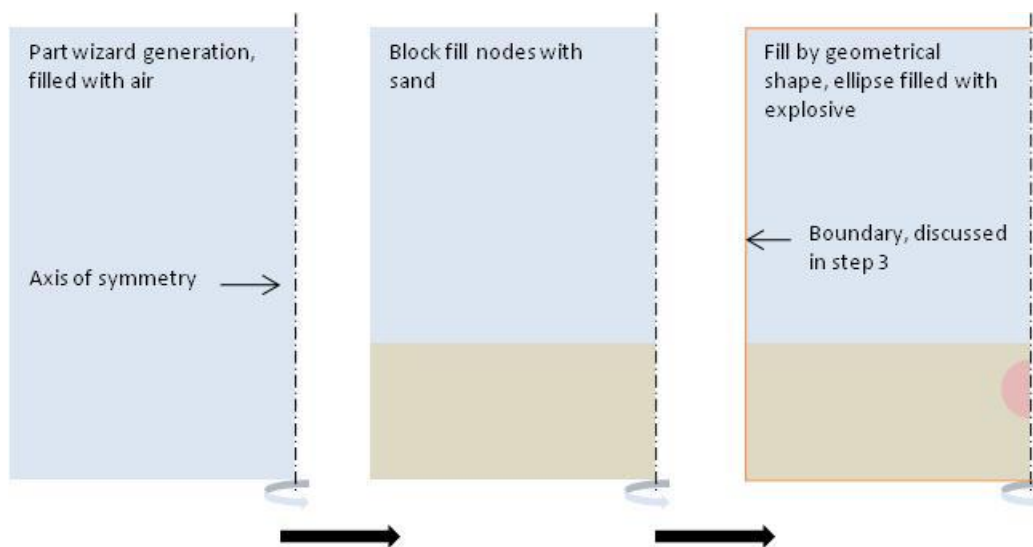 Part wizard generation,
filled with air
Axis of symmetry
Block fill nodes with
sand
Fill by geometrical
shape, ellipse filled with
explosive
Boundary, discussed
in step 3